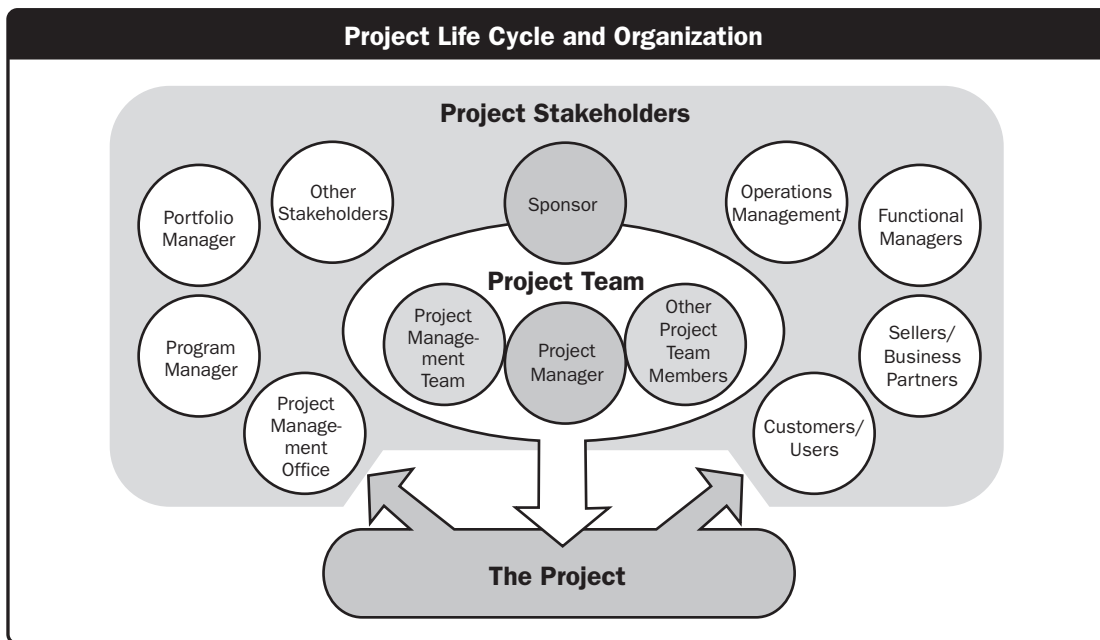 Project Life Cycle and Organization
Project Stakeholders
Portfolio
Manager
Other
Stakeholders
Sponsor
Operations
Management
Functional
Managers
Project Team
Program
Manager
Project
Manage-
ment
Team
Project
Manager
Other
Project
Team
Members
Sellers/
Business
Partners
Project
Manage-
ment
Office
Customers/
Users
The Project